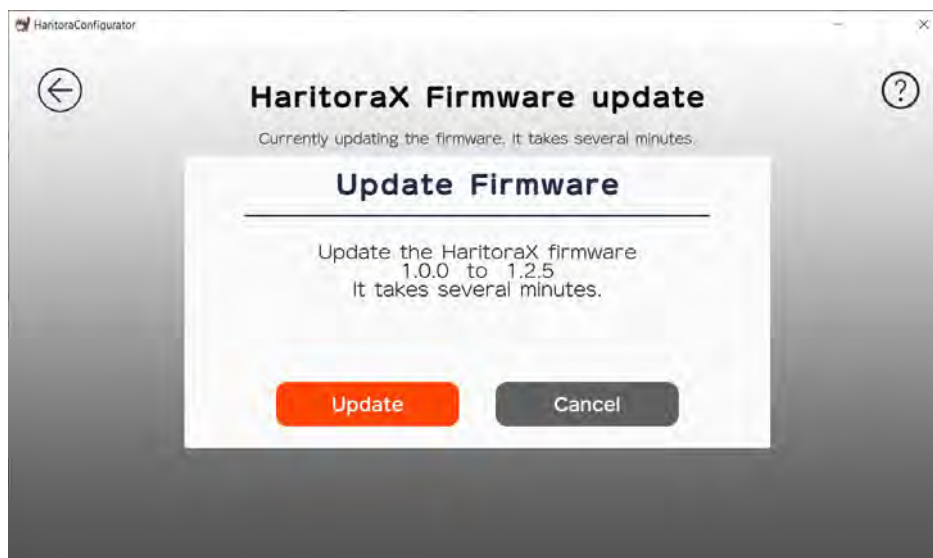 HaritoraConfigurator
HaritoraX Firmware update
?
Currently updating the firmware. It takes several minutes.
Update Firmware
Update the HaritoraX firmware
1.0.0 to 1.2.5
It takes several minutes.
Update
Cancel